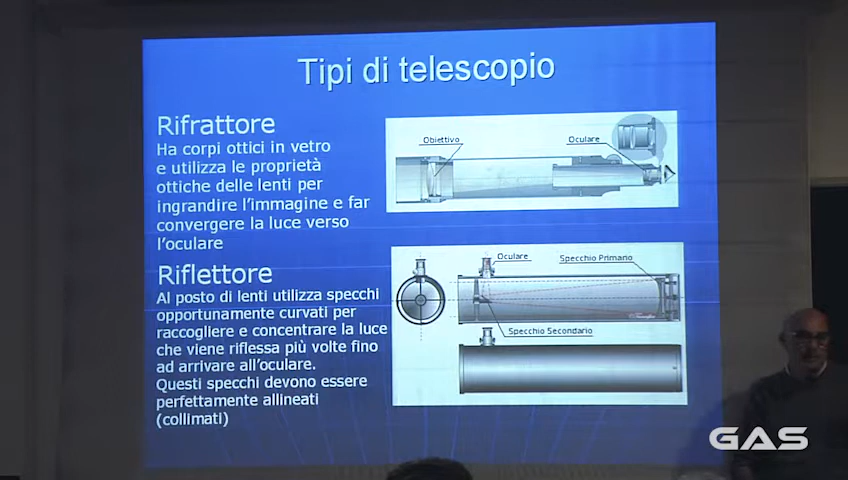 Tipi di telescopio
Rifrattore
Ha corpi ottici in vetro
e utilizza le proprietà
ottiche delle lenti per
ingrandire l'immagine e far
convergere la luce verso
l'oculare
Obiettivo
Oculare
Riflettore
Al posto di lenti utilizza specchi
opportunamente curvati per
raccogliere e concentrare la luce
che viene riflessa più volte fino
ad arrivare all'oculare.
Questi specchi devono essere
perfettamente allineati
(collimati)
Oculare
Specchio Primario
Specchio Secondario
GAS